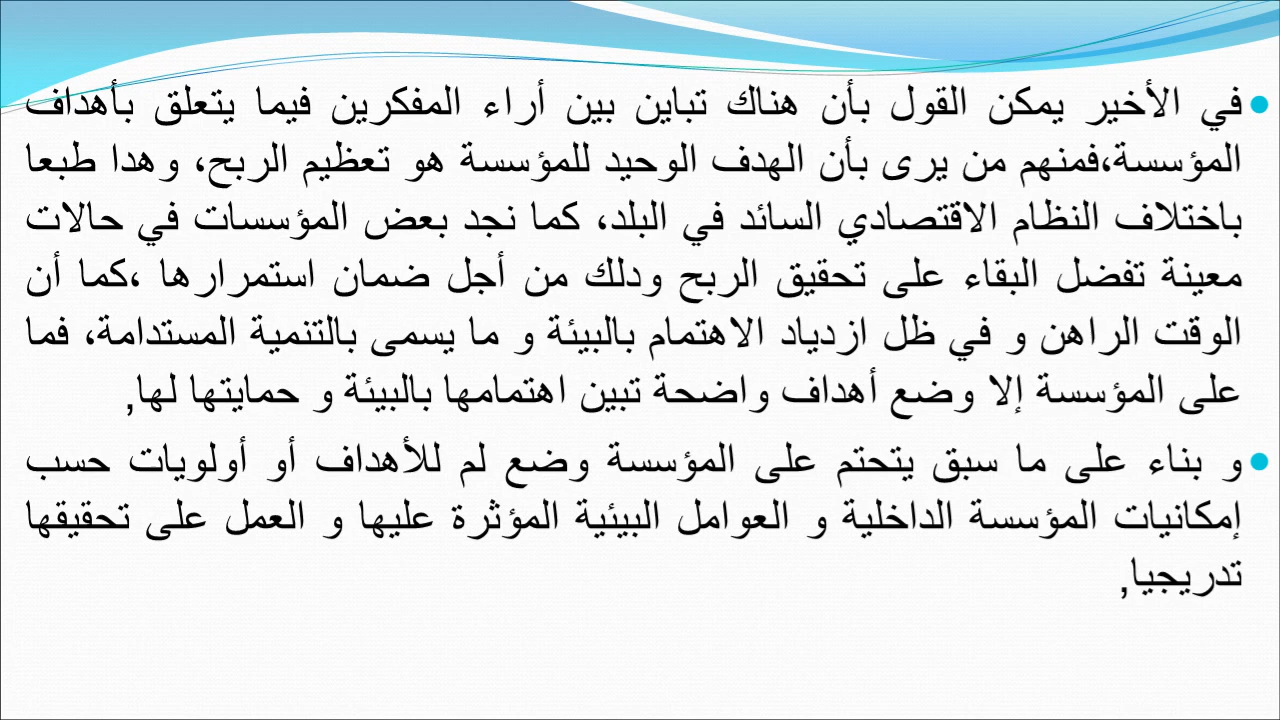 في الأخير يمكن القول بأن هناك تباين بين أراء المفكرين فيما يتعلق بأهداف
المؤسسة،فمنهم من يرى بأن الهدف الوحيد للمؤسسة هو تعظيم الربح، وهدا طبعا
باختلاف النظام الاقتصادي السائد في البلد، كما نجد بعض المؤسسات في حالات
معينة تفضل البقاء على تحقيق الربح ودلك من أجل ضمان استمرارها ،كما أن
الوقت الراهن و في ظل ازدياد الاهتمام بالبيئة و ما يسمى بالتنمية المستدامة، فما
على المؤسسة إلا وضع أهداف واضحة تبين اهتمامها بالبيئة و حمايتها لها,
و بناء على ما سبق يتحتم على المؤسسة وضع لم للأهداف أو أولويات حسب
إمكانيات المؤسسة الداخلية و العوامل البيئية المؤثرة عليها و العمل على تحقيقها
تدريجيا,